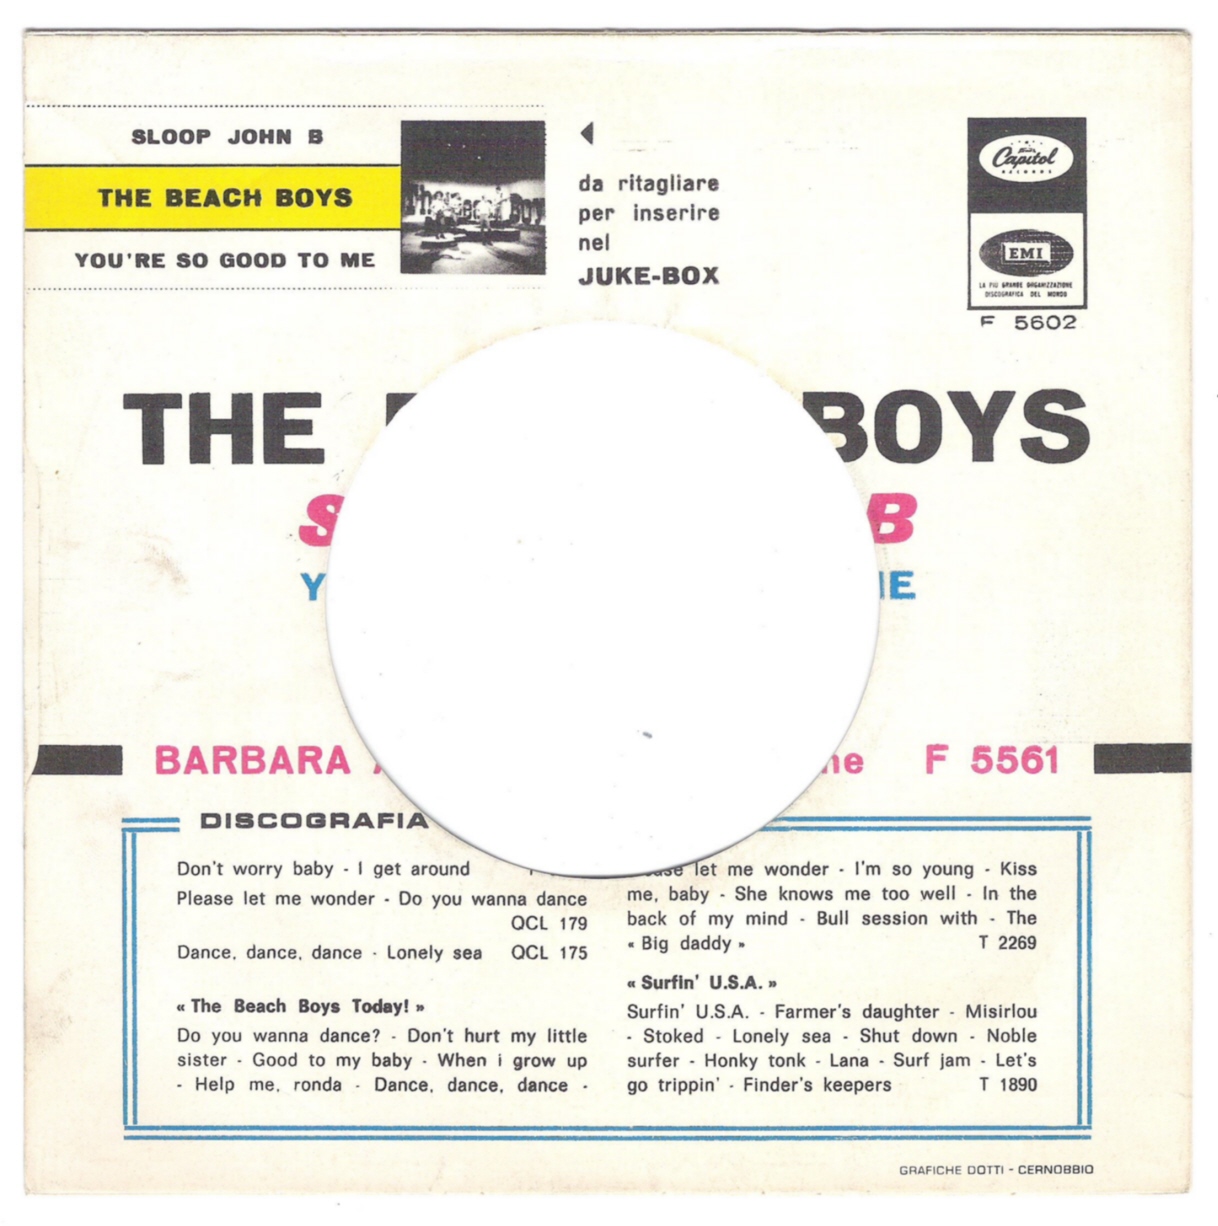 SLOOP JOHN B
THE BEACH BOYS
YOU'RE SO GOOD TO ME
da ritagliare
per inserire
nel
JUKE-BOX
Capitol
RECORDS
EMI
LA PIÙ GRANDE ORGANIZZAZIONE
DISCOGRAFICA DEL MONDO
F 5602
THE BOYS
S B
Y ME
BARBARA F 5561
DISCOGRAFIA
Don't worry baby - I get around
Please let me wonder - Do you wanna dance
QCL 179
Dance, dance, dance - Lonely sea QCL 175
« The Beach Boys Today! »
Do you wanna dance? - Don't hurt my little
sister - Good to my baby - When i grow up
- Help me, ronda - Dance, dance, dance -
let me wonder - I'm so young - Kiss
me, baby - She knows me too well - In the
back of my mind - Bull session with - The
« Big daddy » T 2269
« Surfin' U.S.A. »
Surfin' U.S.A. - Farmer's daughter - Misirlou
- Stoked - Lonely sea - Shut down - Noble
surfer - Honky tonk - Lana - Surf jam - Let's
go trippin' - Finder's keepers T 1890
GRAFICHE DOTTI - CERNOBBIO